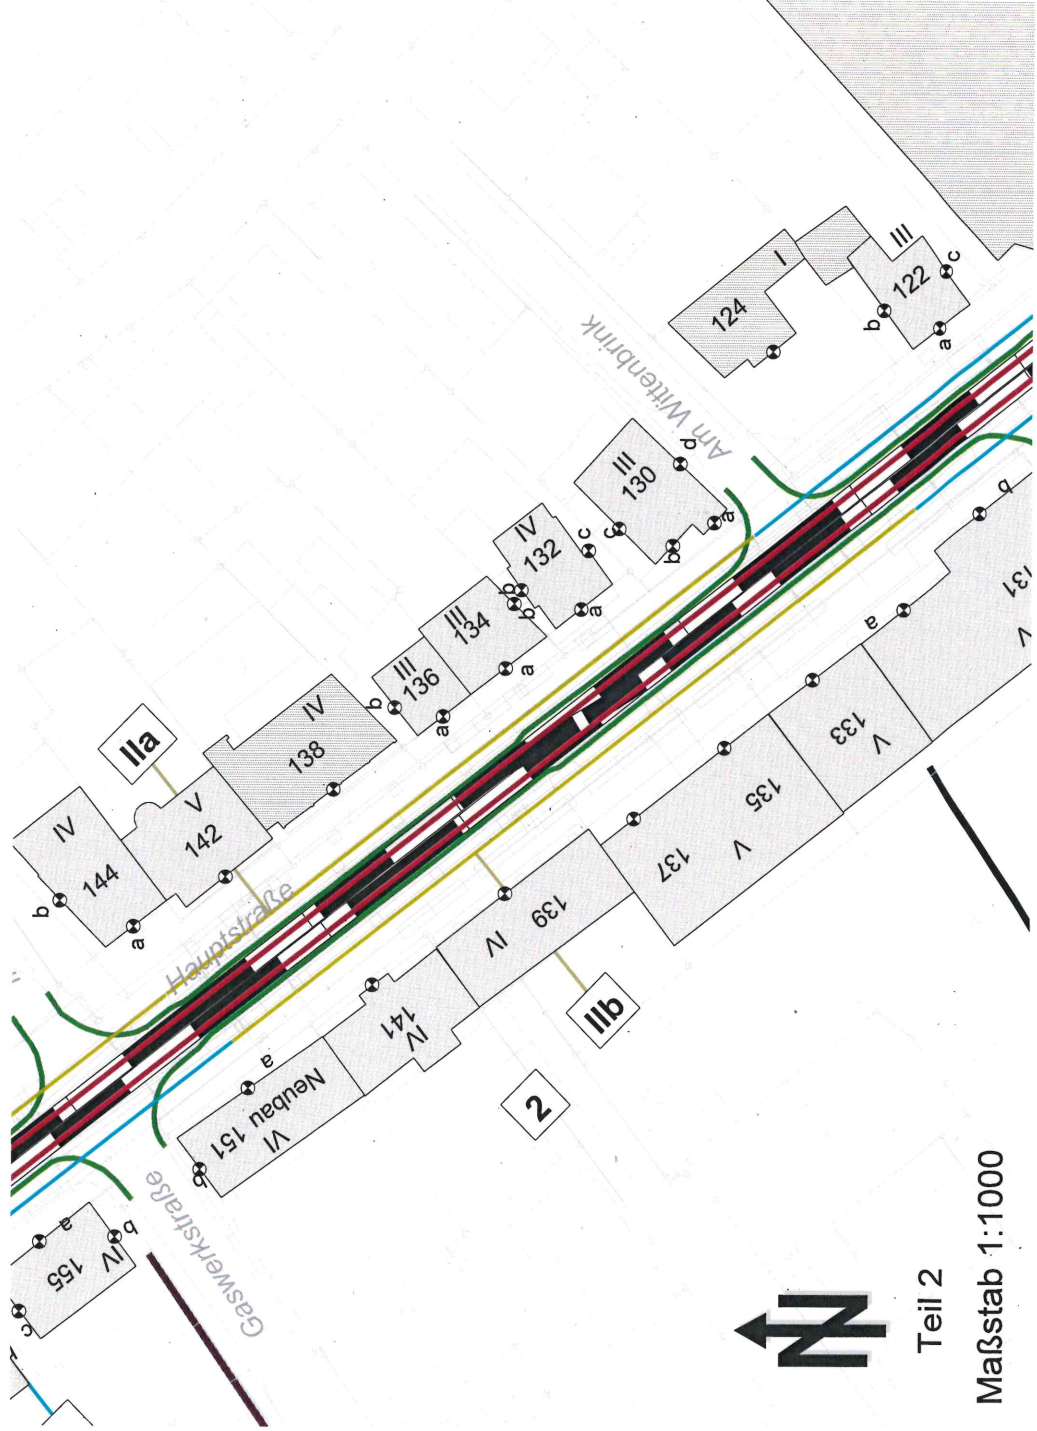 IV
144
b
a
IIa
V
142
IV
138
III
136
b
a
III
134
b
a
IV
132
b
c
a
III
130
c
b
a
d
Am Wittenbrink
124
I
III
122
b
a
c
Hauptstraße
155
IV
a
b
c
Gaswerkstraße
Neubau 151
VI
a
b
141
IV
139
IV
IIb
2
137
135
V
133
V
131
V
a
b
Teil 2
Maßstab 1:1000